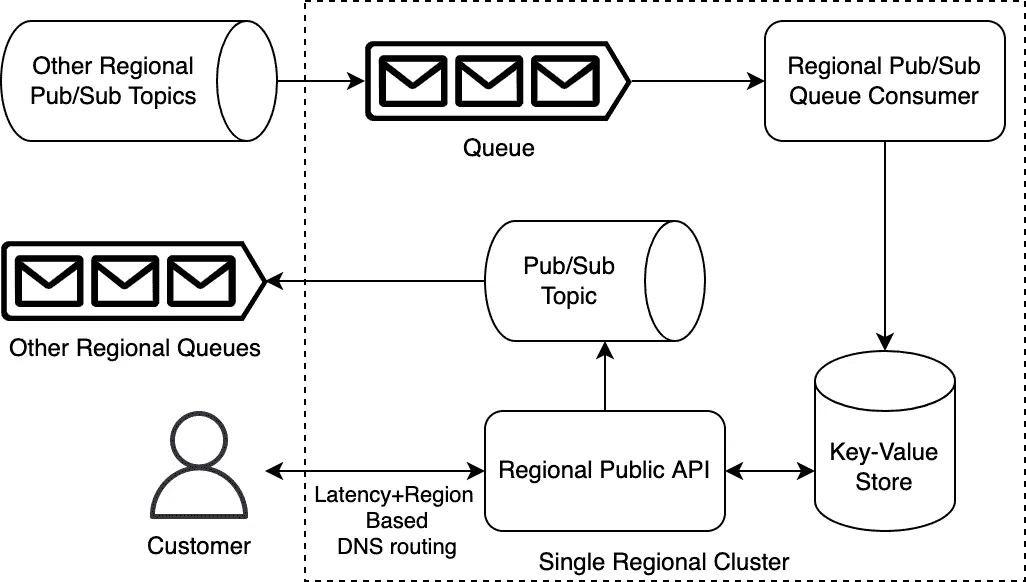 Other Regional
Pub/Sub Topics
Queue
Regional Pub/Sub
Queue Consumer
Other Regional Queues
Pub/Sub
Topic
Customer
Latency+Region
Based
DNS routing
Regional Public API
Key-Value
Store
Single Regional Cluster